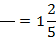 — = 1 2/5